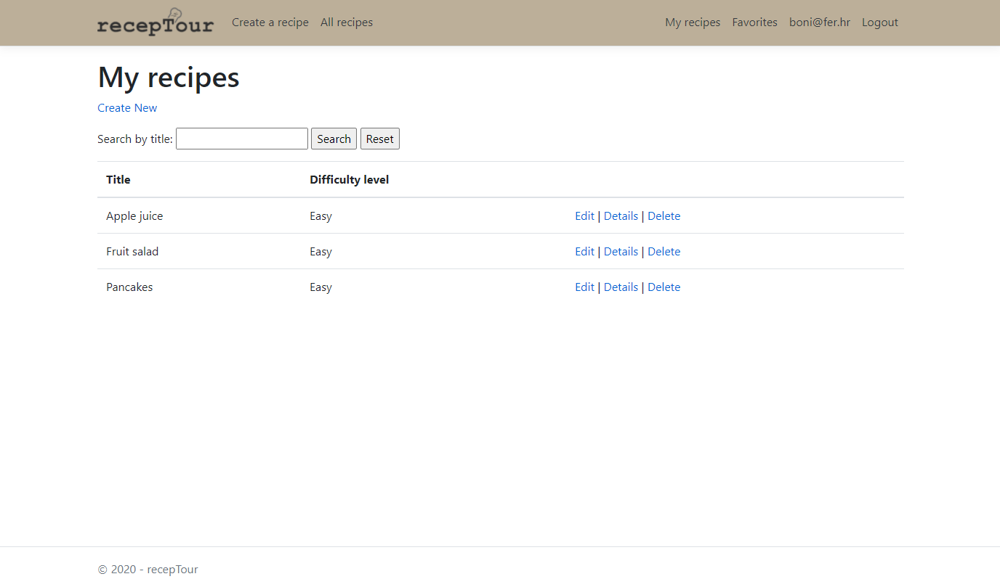 recepTour Create a recipe All recipes My recipes Favorites boni@fer.hr Logout
My recipes
Create New
Search by title: Search Reset
Title Difficulty level
Apple juice Easy Edit | Details | Delete
Fruit salad Easy Edit | Details | Delete
Pancakes Easy Edit | Details | Delete
© 2020 - recepTour